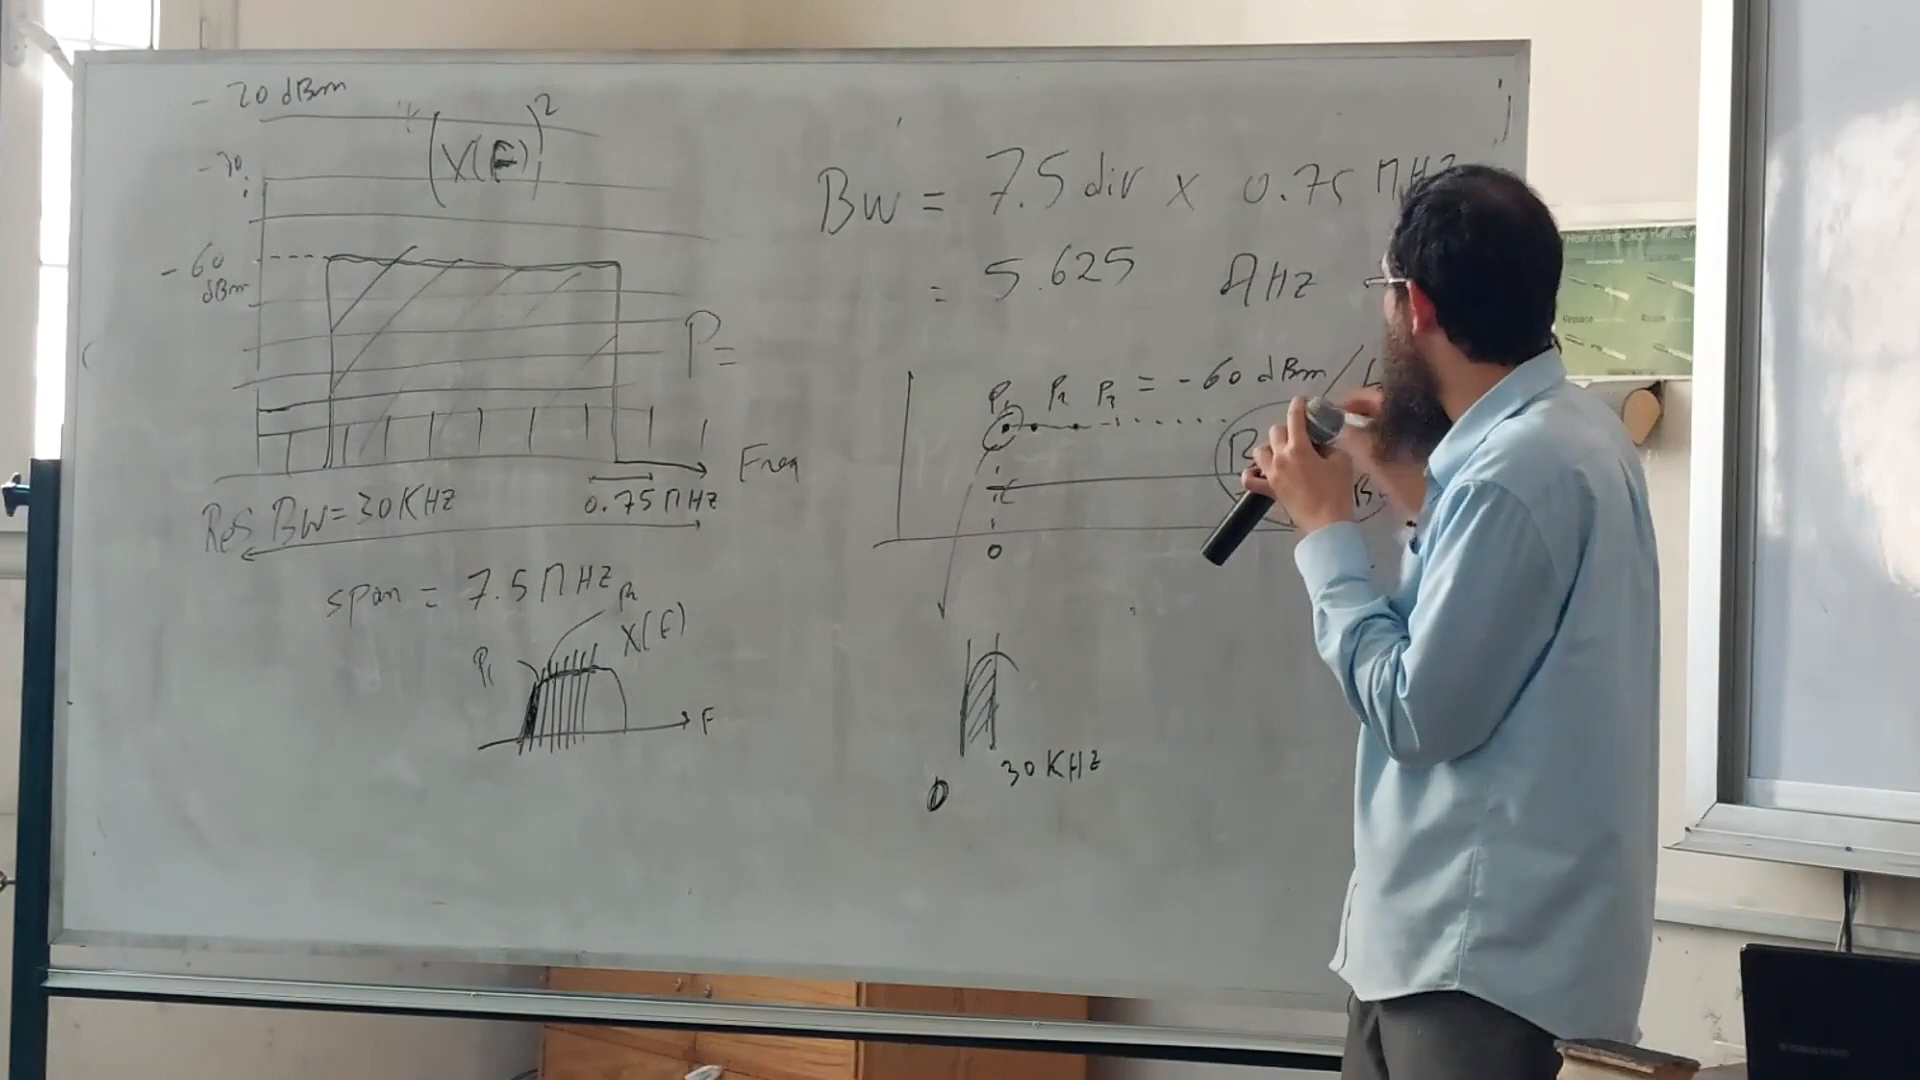 - 20 dBm
(X(F))²
- 60
dBm
P=
Freq
0.75 MHz
Res BW = 30 KHZ
span = 7.5 MHz
P1
P2
X(F)
F
BW = 7.5 div x 0.75 MHz
= 5.625 MHz
P1 P2 P3 = -60 dBm/
0
0
30 KHZ